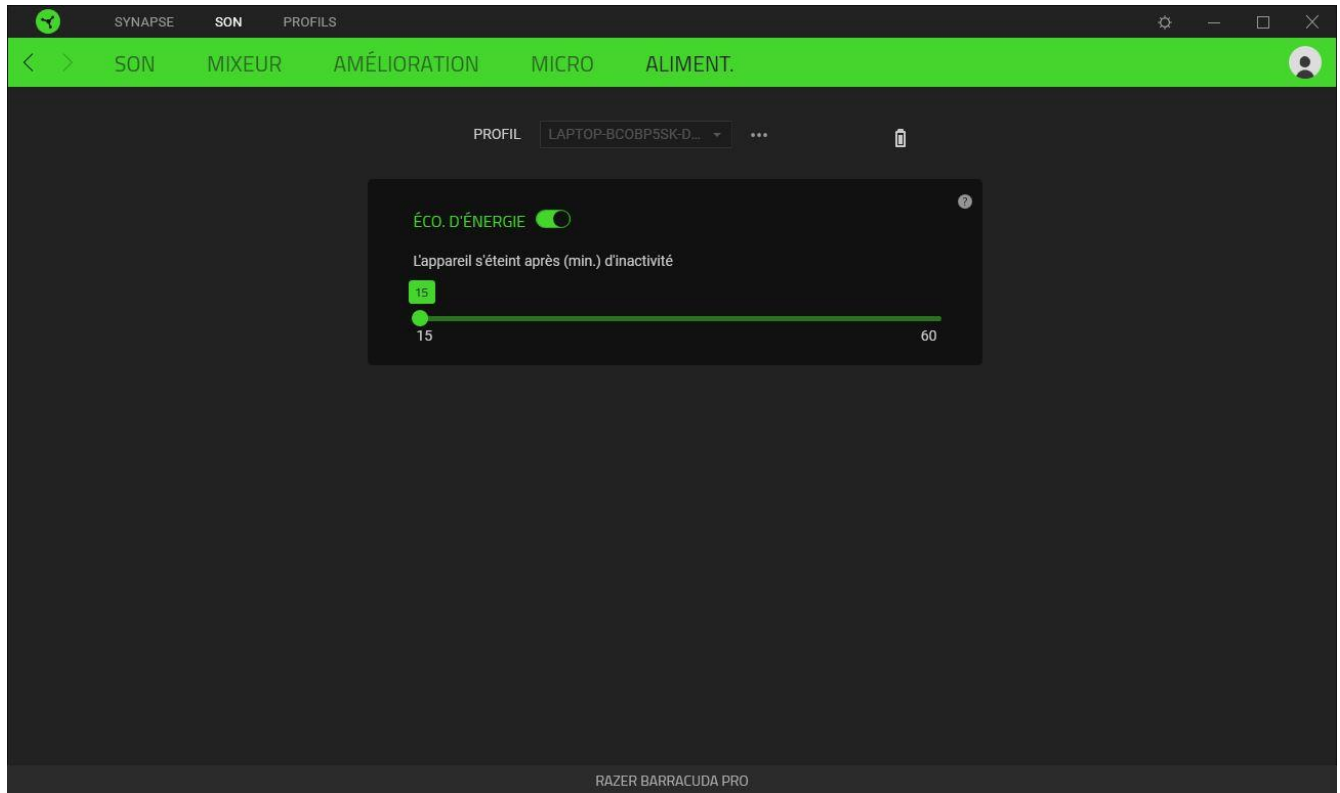 SYNAPSE SON PROFILS
SON MIXEUR AMÉLIORATION MICRO ALIMENT.
PROFIL LAPTOP-BCOBP5SK-D... •••
ÉCO. D'ÉNERGIE
?
L'appareil s'éteint après (min.) d'inactivité
15
15 60
RAZER BARRACUDA PRO